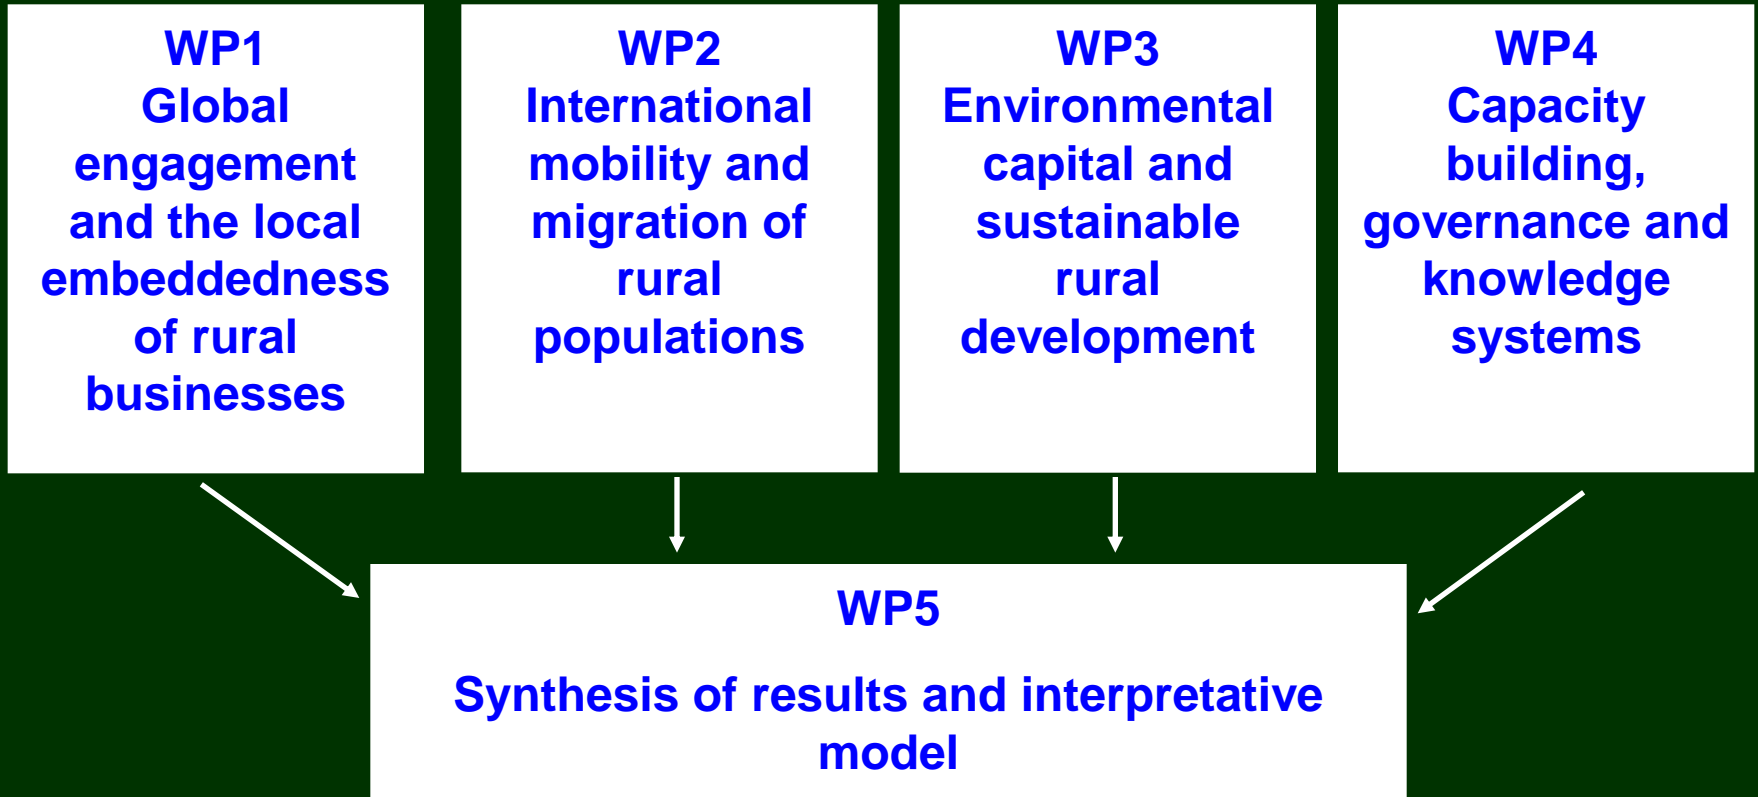 WP1
Global
engagement
and the local
embeddedness
of rural
businesses
WP2
International
mobility and
migration of
rural
populations
WP3
Environmental
capital and
sustainable
rural
development
WP4
Capacity
building,
governance and
knowledge
systems
WP5
Synthesis of results and interpretative
model